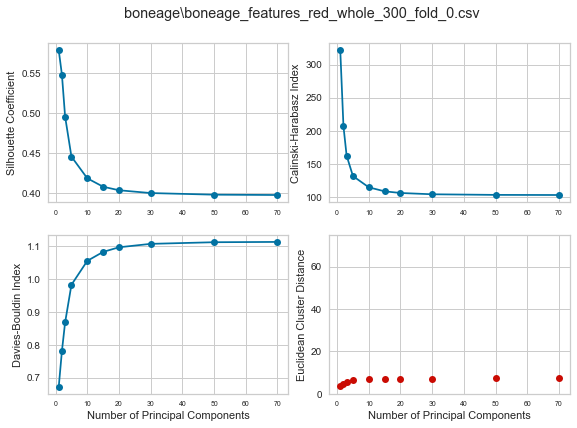 boneage\boneage_features_red_whole_300_fold_0.csv
Silhouette Coefficient
0.55
0.50
0.45
0.40
0 10 20 30 40 50 60 70
Calinski-Harabasz Index
300
250
200
150
100
0 10 20 30 40 50 60 70
Davies-Bouldin Index
1.1
1.0
0.9
0.8
0.7
0 10 20 30 40 50 60 70
Number of Principal Components
Euclidean Cluster Distance
60
40
20
0
0 10 20 30 40 50 60 70
Number of Principal Components